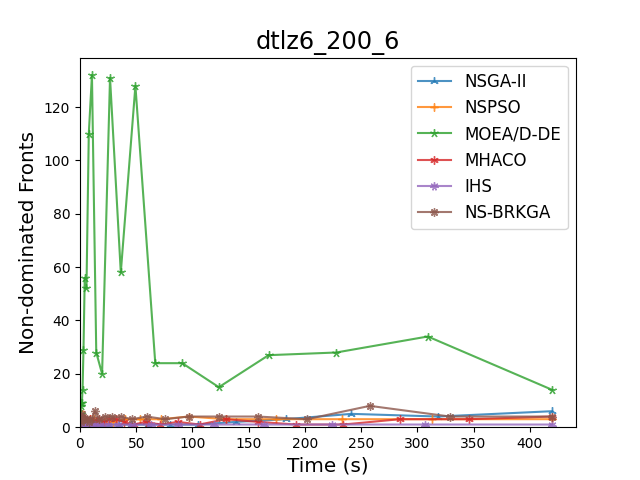 dtlz6_200_6
Non-dominated Fronts
120
100
80
60
40
20
0
NSGA-II
NSPSO
MOEA/D-DE
MHACO
IHS
NS-BRKGA
0 50 100 150 200 250 300 350 400
Time (s)